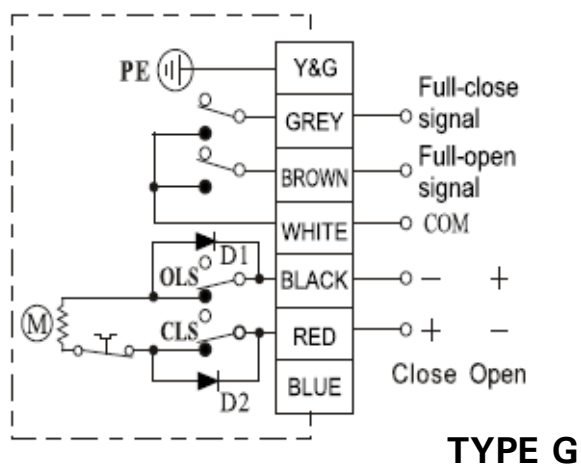 PE
Y&G
GREY
Full-close
signal
BROWN
Full-open
signal
WHITE
COM
D1
OLS
BLACK
− +
M
CLS
RED
+ −
Close Open
D2
BLUE
TYPE G